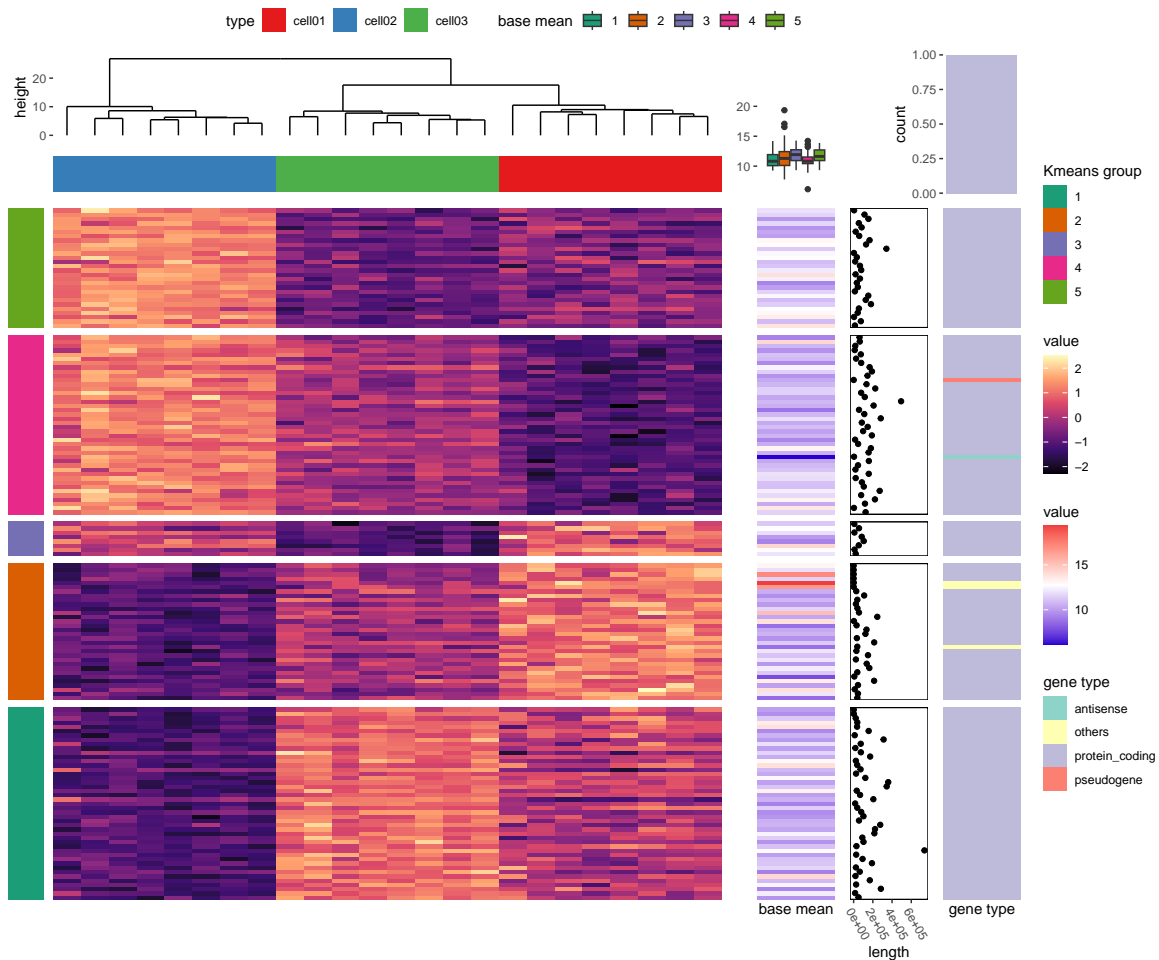 type cell01 cell02 cell03 base mean 1 2 3 4 5
height
20
10
0
20
15
10
count
1.00
0.75
0.50
0.25
0.00
Kmeans group
1
2
3
4
5
value
2
1
0
−1
−2
value
15
10
gene type
antisense
others
protein_coding
pseudogene
base mean
0e+00
2e+05
4e+05
6e+05
length
gene type